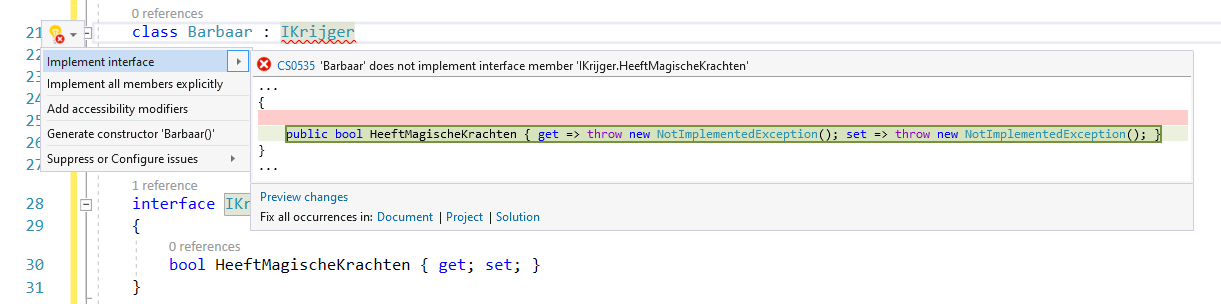 0 references
21 class Barbaar : IKrijger
22
Implement interface
CS0535 'Barbaar' does not implement interface member 'IKrijger.HeeftMagischeKrachten'
23
Implement all members explicitly
...
24
Add accessibility modifiers
{
25
26
Generate constructor 'Barbaar()'
public bool HeeftMagischeKrachten { get => throw new NotImplementedException(); set => throw new NotImplementedException(); }
27
Suppress or Configure issues
}
...
1 reference
28 interface IKr
Preview changes
29 {
Fix all occurrences in: Document | Project | Solution
0 references
30 bool HeeftMagischeKrachten { get; set; }
31 }